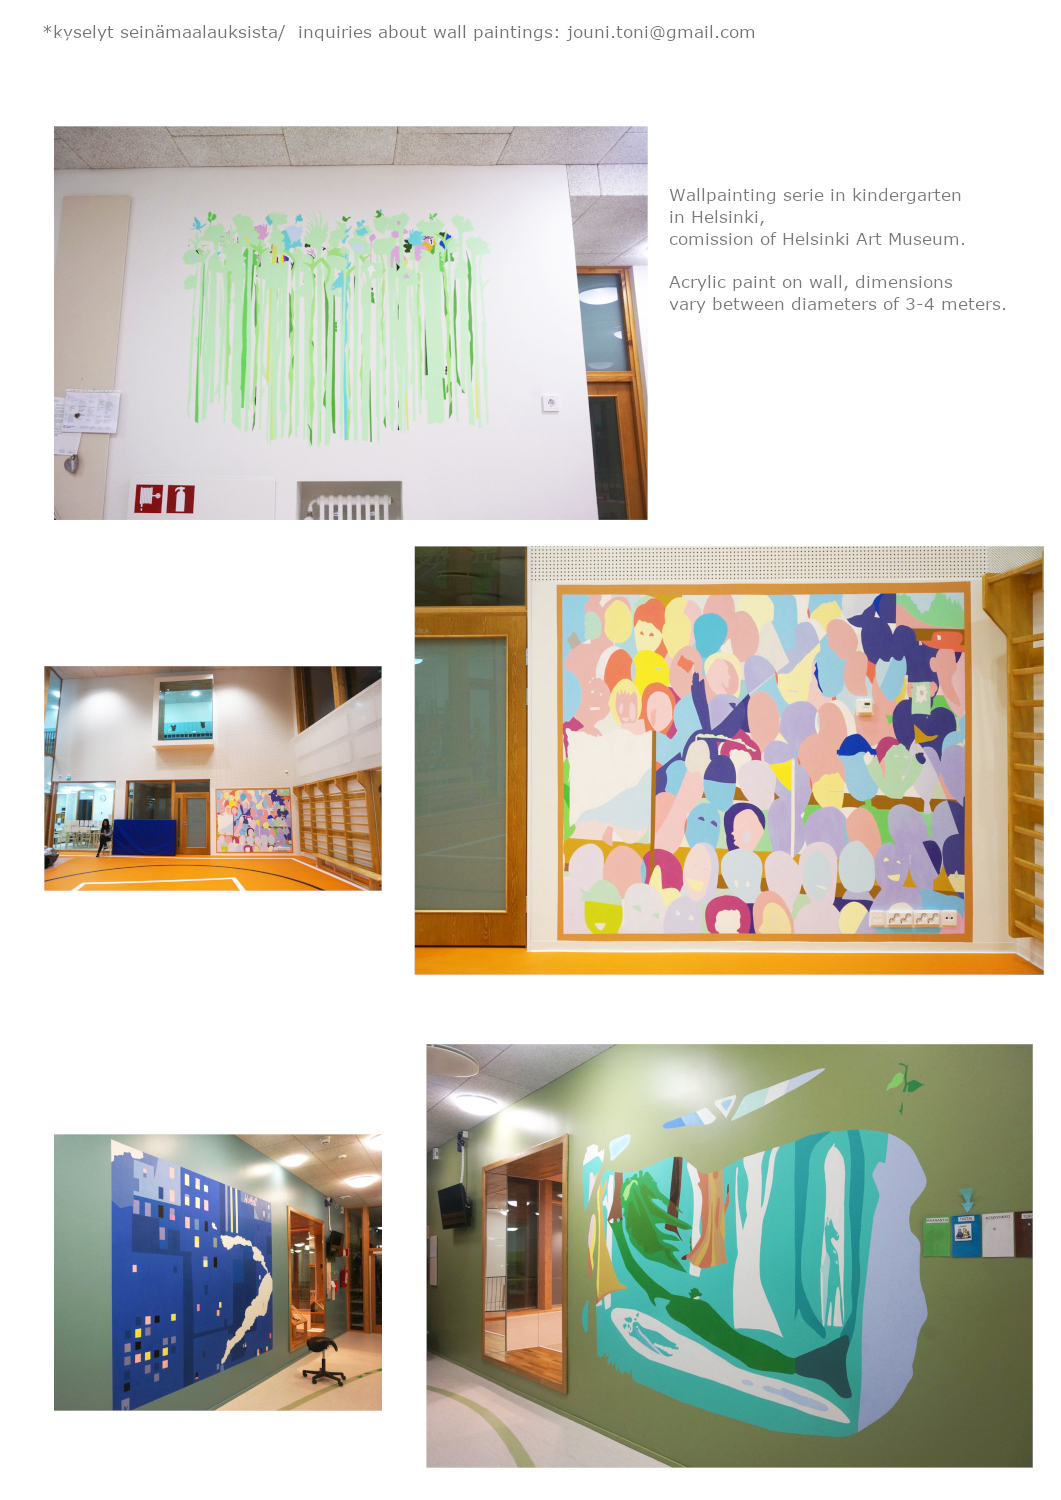 *kyselyt seinämaalauksista/  inquiries about wall paintings: jouni.toni@gmail.com
Wallpainting serie in kindergarten
in Helsinki,
comission of Helsinki Art Museum.
Acrylic paint on wall, dimensions
vary between diameters of 3-4 meters.